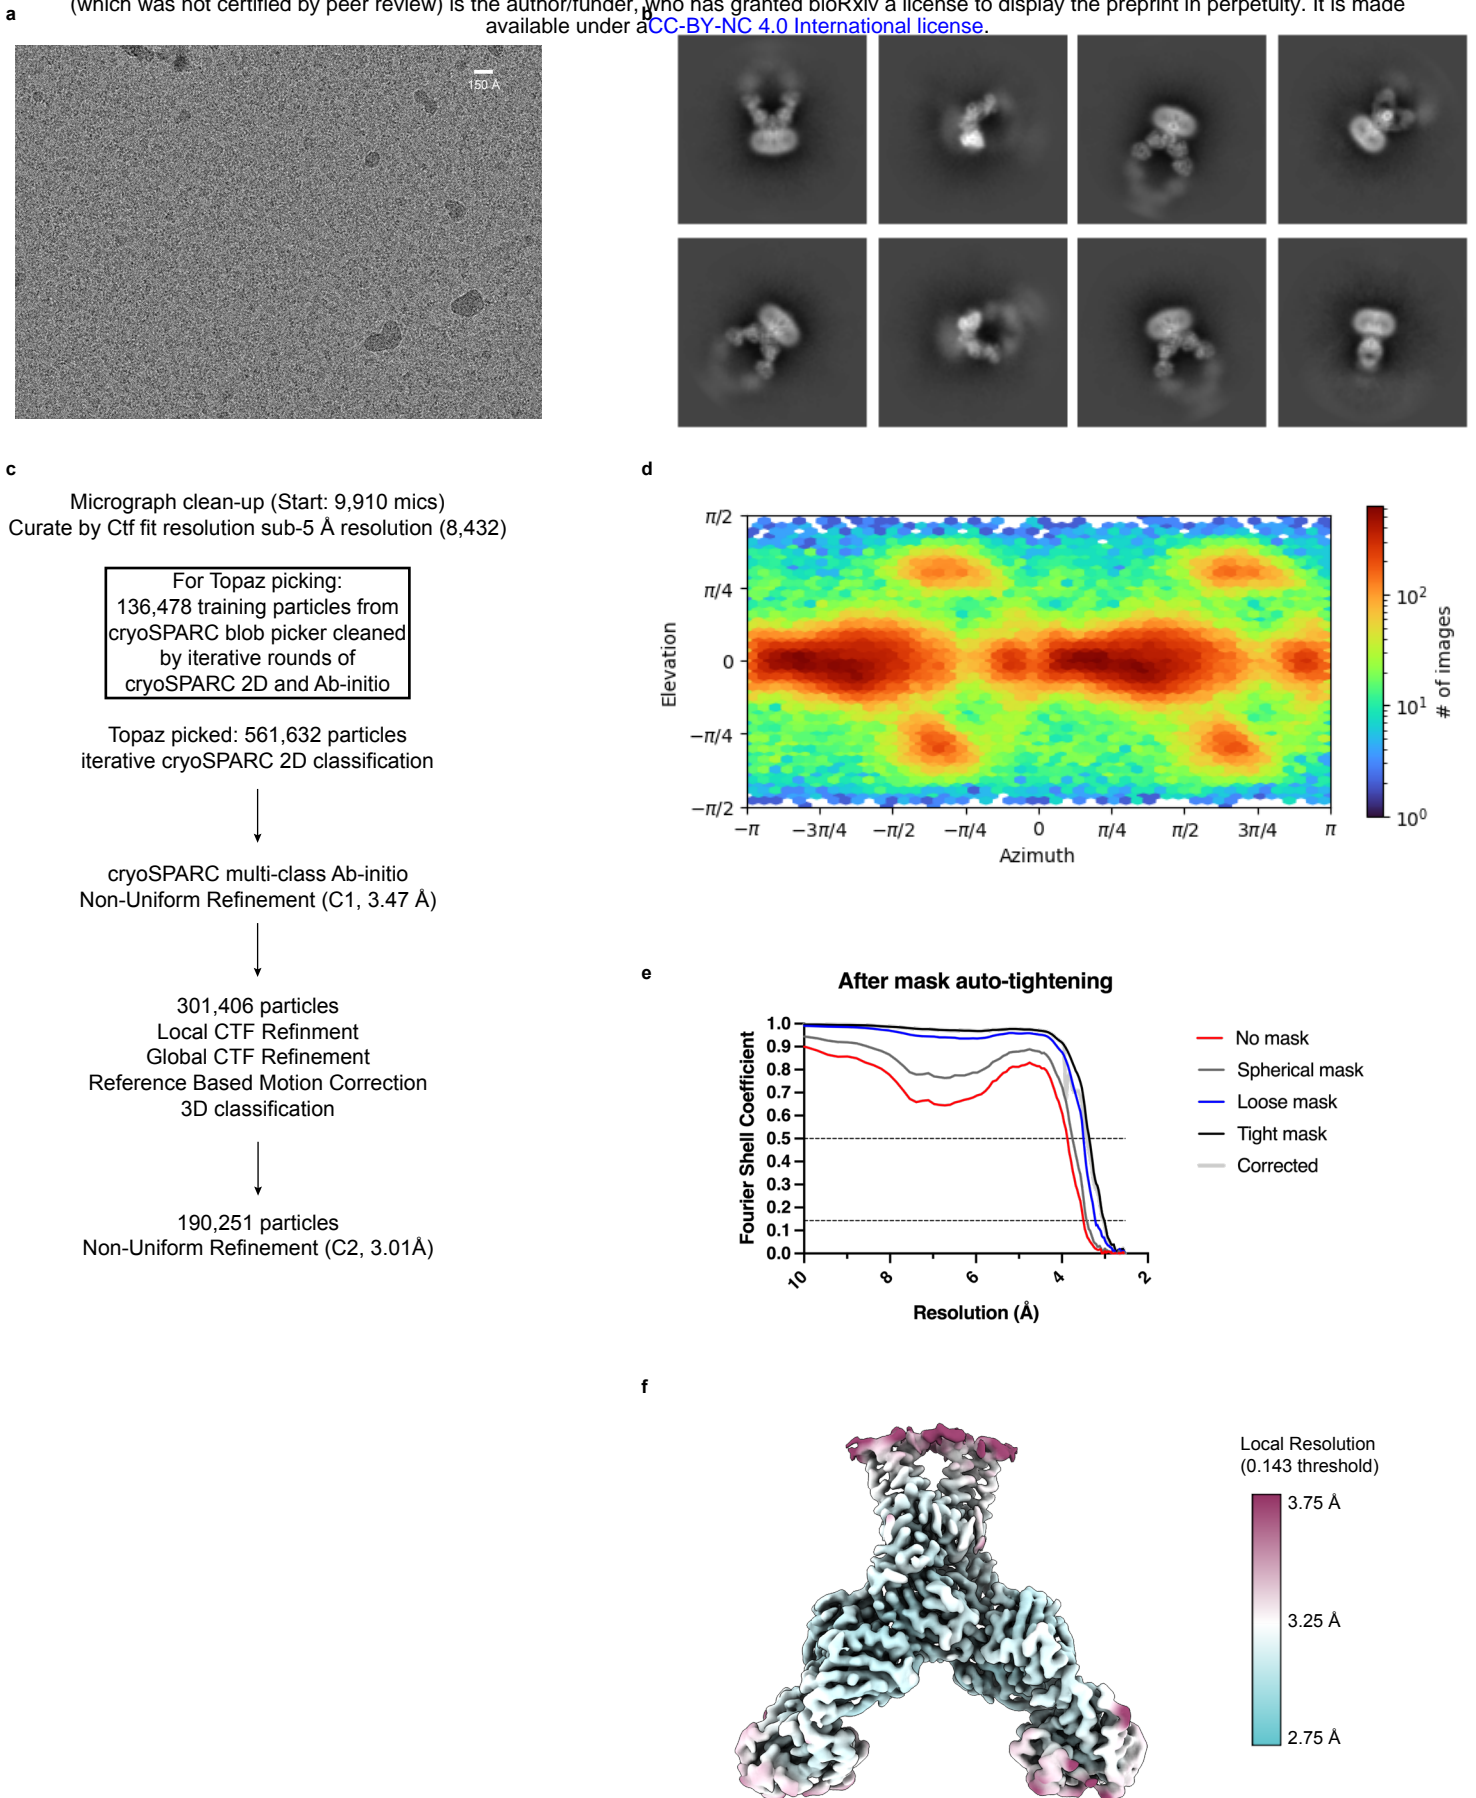 (which was not certified by peer review) is the author/funder, who has granted bioRxiv a license to display the preprint in perpetuity. It is made
available under aCC-BY-NC 4.0 International license.
a
b
150 Å
c
Micrograph clean-up (Start: 9,910 mics)
Curate by Ctf fit resolution sub-5 Å resolution (8,432)
For Topaz picking:
136,478 training particles from
cryoSPARC blob picker cleaned
by iterative rounds of
cryoSPARC 2D and Ab-initio
Topaz picked: 561,632 particles
iterative cryoSPARC 2D classification
cryoSPARC multi-class Ab-initio
Non-Uniform Refinement (C1, 3.47 Å)
301,406 particles
Local CTF Refinment
Global CTF Refinement
Reference Based Motion Correction
3D classification
190,251 particles
Non-Uniform Refinement (C2, 3.01Å)
d
π/2
π/4
0
−π/4
−π/2
Elevation
−π −3π/4 −π/2 −π/4 0 π/4 π/2 3π/4 π
Azimuth
10²
10¹
10⁰
# of images
e
After mask auto-tightening
1.0
0.9
0.8
0.7
0.6
0.5
0.4
0.3
0.2
0.1
0.0
Fourier Shell Coefficient
10 8 6 4 2
Resolution (Å)
No mask
Spherical mask
Loose mask
Tight mask
Corrected
f
Local Resolution
(0.143 threshold)
3.75 Å
3.25 Å
2.75 Å